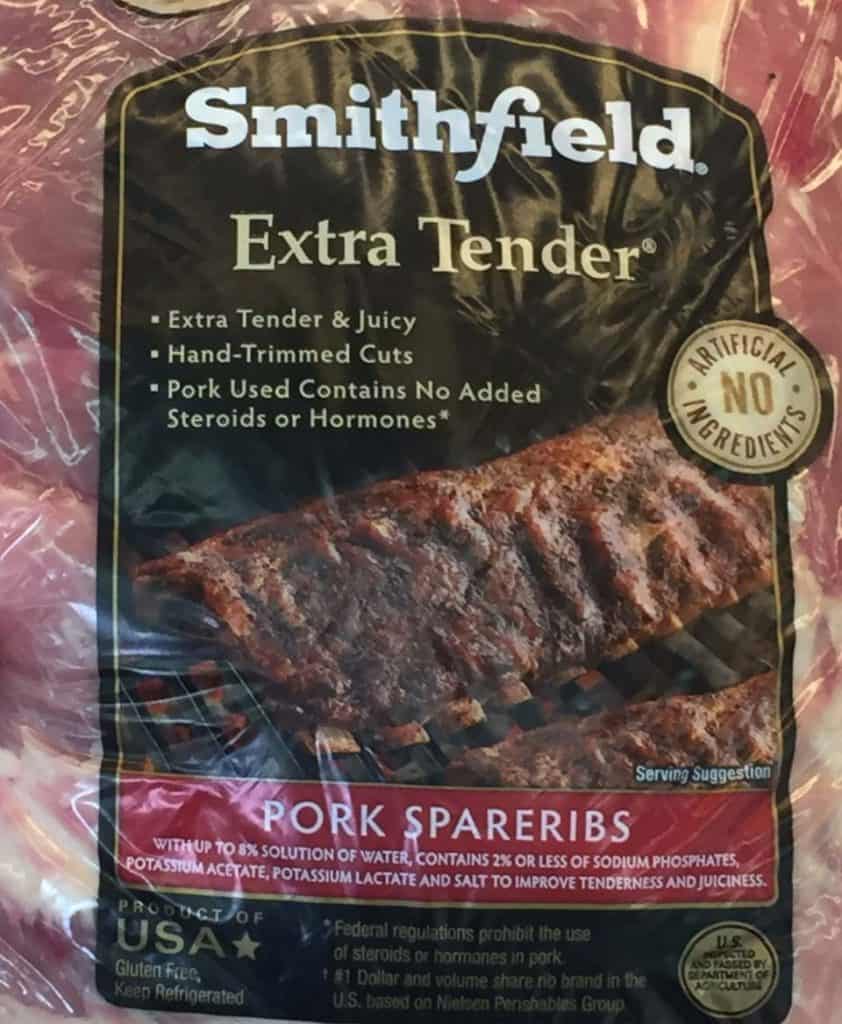 Smithfield®
Extra Tender®
▪ Extra Tender & Juicy
▪ Hand-Trimmed Cuts
▪ Pork Used Contains No Added
Steroids or Hormones*
ARTIFICIAL
NO
INGREDIENTS
Serving Suggestion
PORK SPARERIBS
WITH UP TO 8% SOLUTION OF WATER, CONTAINS 2% OR LESS OF SODIUM PHOSPHATES,
POTASSIUM ACETATE, POTASSIUM LACTATE AND SALT TO IMPROVE TENDERNESS AND JUICINESS.
PRODUCT OF
USA★
Gluten Free,
Keep Refrigerated
*Federal regulations prohibit the use
of steroids or hormones in pork.
† #1 Dollar and volume share rib brand in the
U.S. based on Nielsen Perishables Group
U.S.
INSPECTED
AND PASSED BY
DEPARTMENT OF
AGRICULTURE